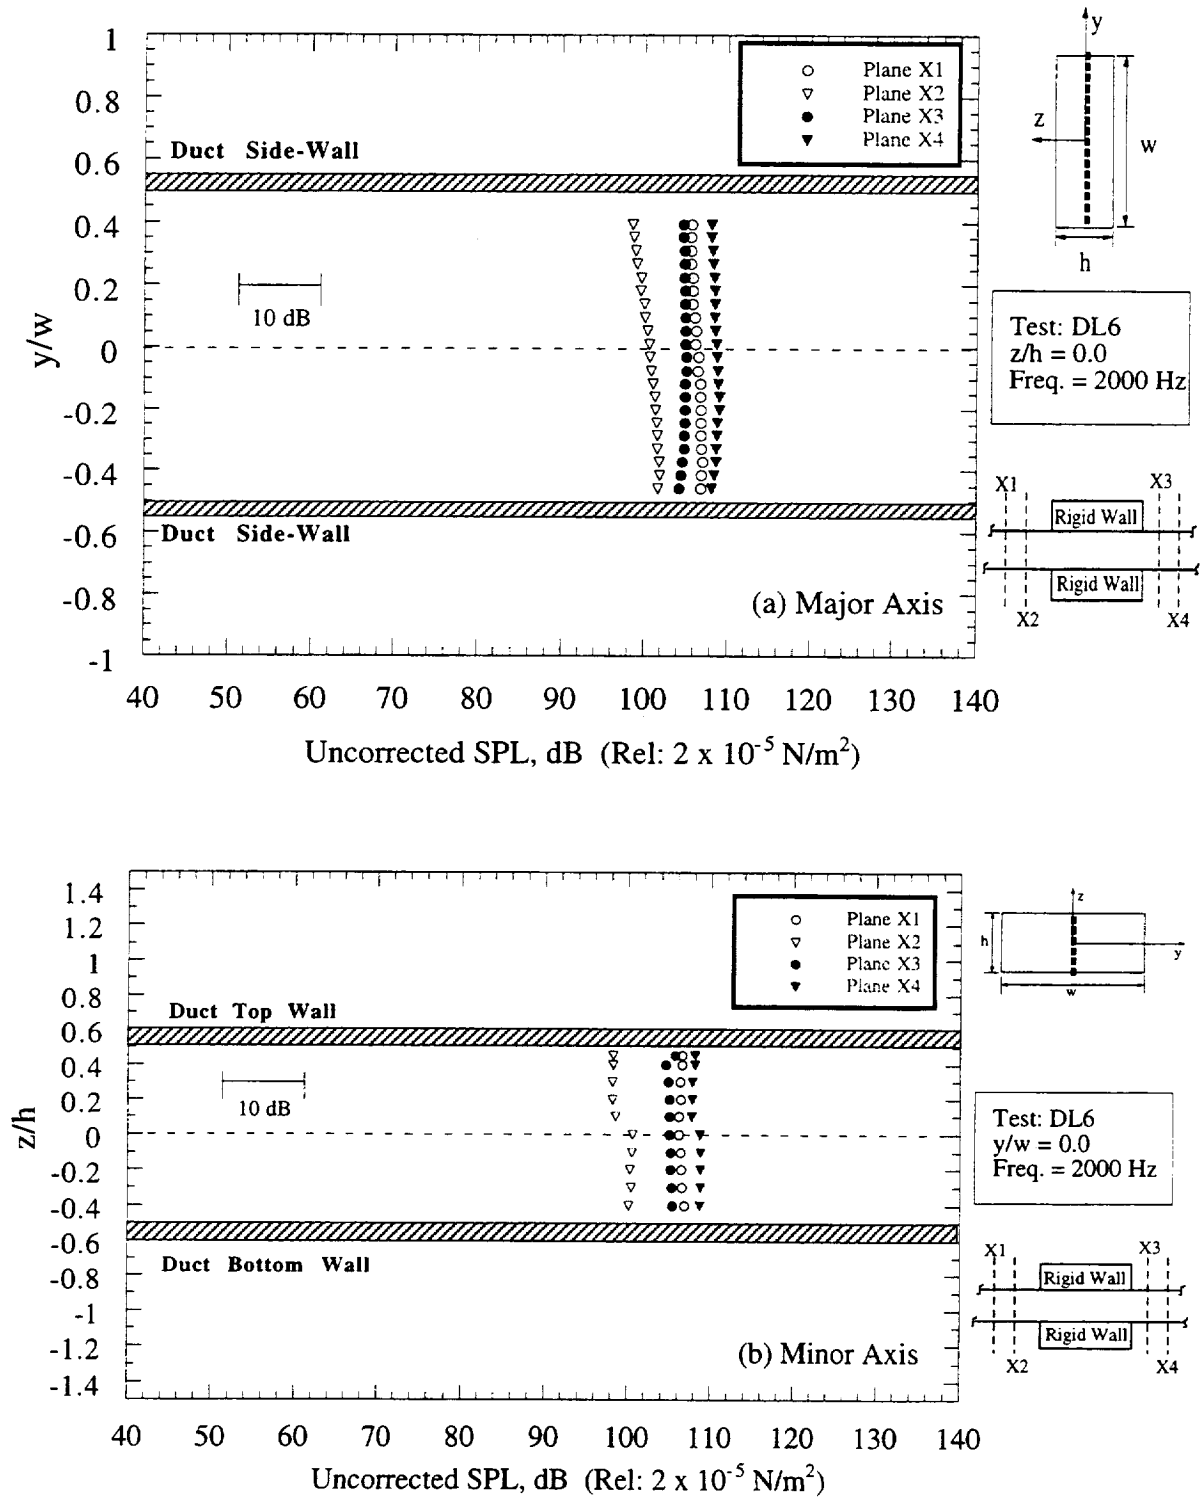 1
0.8
0.6
0.4
0.2
0
-0.2
-0.4
-0.6
-0.8
-1
y/w
Plane X1
Plane X2
Plane X3
Plane X4
Duct Side-Wall
10 dB
Duct Side-Wall
(a) Major Axis
40 50 60 70 80 90 100 110 120 130 140
Uncorrected SPL, dB (Rel: 2 x 10⁻⁵ N/m²)
y
z
w
h
Test: DL6
z/h = 0.0
Freq. = 2000 Hz
X1
X3
Rigid Wall
Rigid Wall
X2
X4
1.4
1.2
1
0.8
0.6
0.4
0.2
0
-0.2
-0.4
-0.6
-0.8
-1
-1.2
-1.4
z/h
Plane X1
Plane X2
Plane X3
Plane X4
Duct Top Wall
10 dB
Duct Bottom Wall
(b) Minor Axis
40 50 60 70 80 90 100 110 120 130 140
Uncorrected SPL, dB (Rel: 2 x 10⁻⁵ N/m²)
z
h
y
w
Test: DL6
y/w = 0.0
Freq. = 2000 Hz
X1
X3
Rigid Wall
Rigid Wall
X2
X4